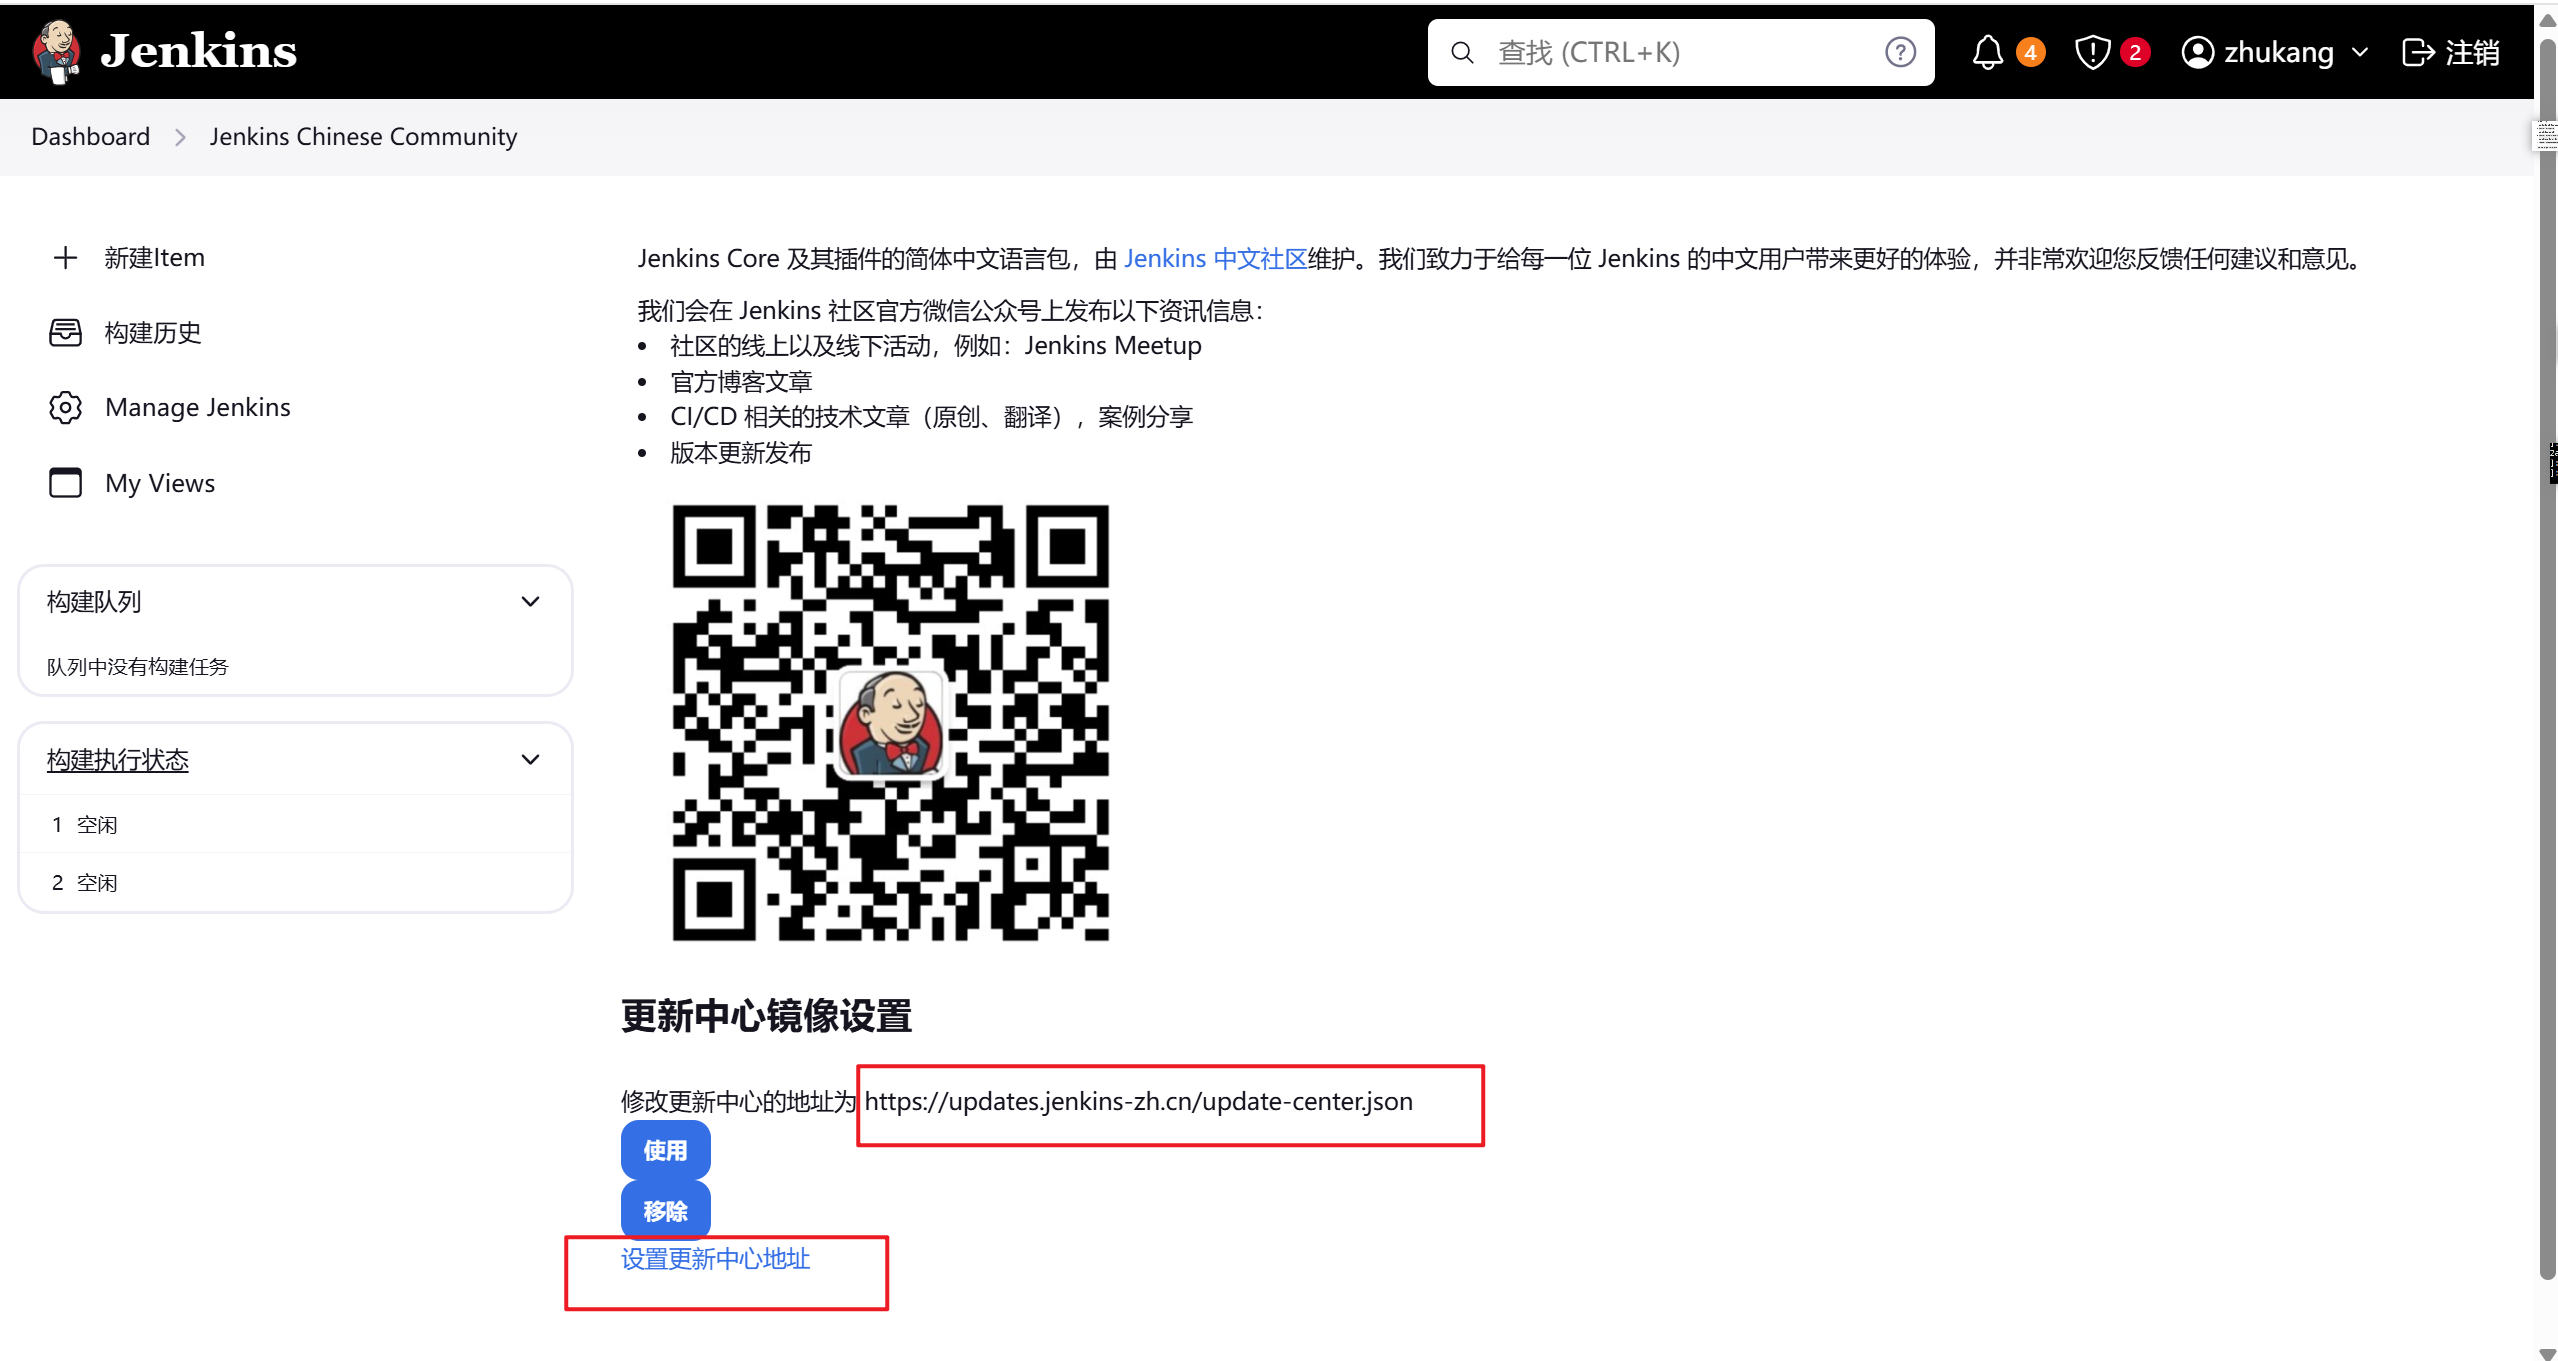 Jenkins
查找 (CTRL+K)
4
2
zhukang
注销
Dashboard
Jenkins Chinese Community
新建Item
构建历史
Manage Jenkins
My Views
构建队列
队列中没有构建任务
构建执行状态
1 空闲
2 空闲
Jenkins Core 及其插件的简体中文语言包，由 Jenkins 中文社区维护。我们致力于给每一位 Jenkins 的中文用户带来更好的体验，并非常欢迎您反馈任何建议和意见。
我们会在 Jenkins 社区官方微信公众号上发布以下资讯信息：
社区的线上以及线下活动，例如：Jenkins Meetup
官方博客文章
CI/CD 相关的技术文章（原创、翻译），案例分享
版本更新发布
更新中心镜像设置
修改更新中心的地址为 https://updates.jenkins-zh.cn/update-center.json
使用
移除
设置更新中心地址